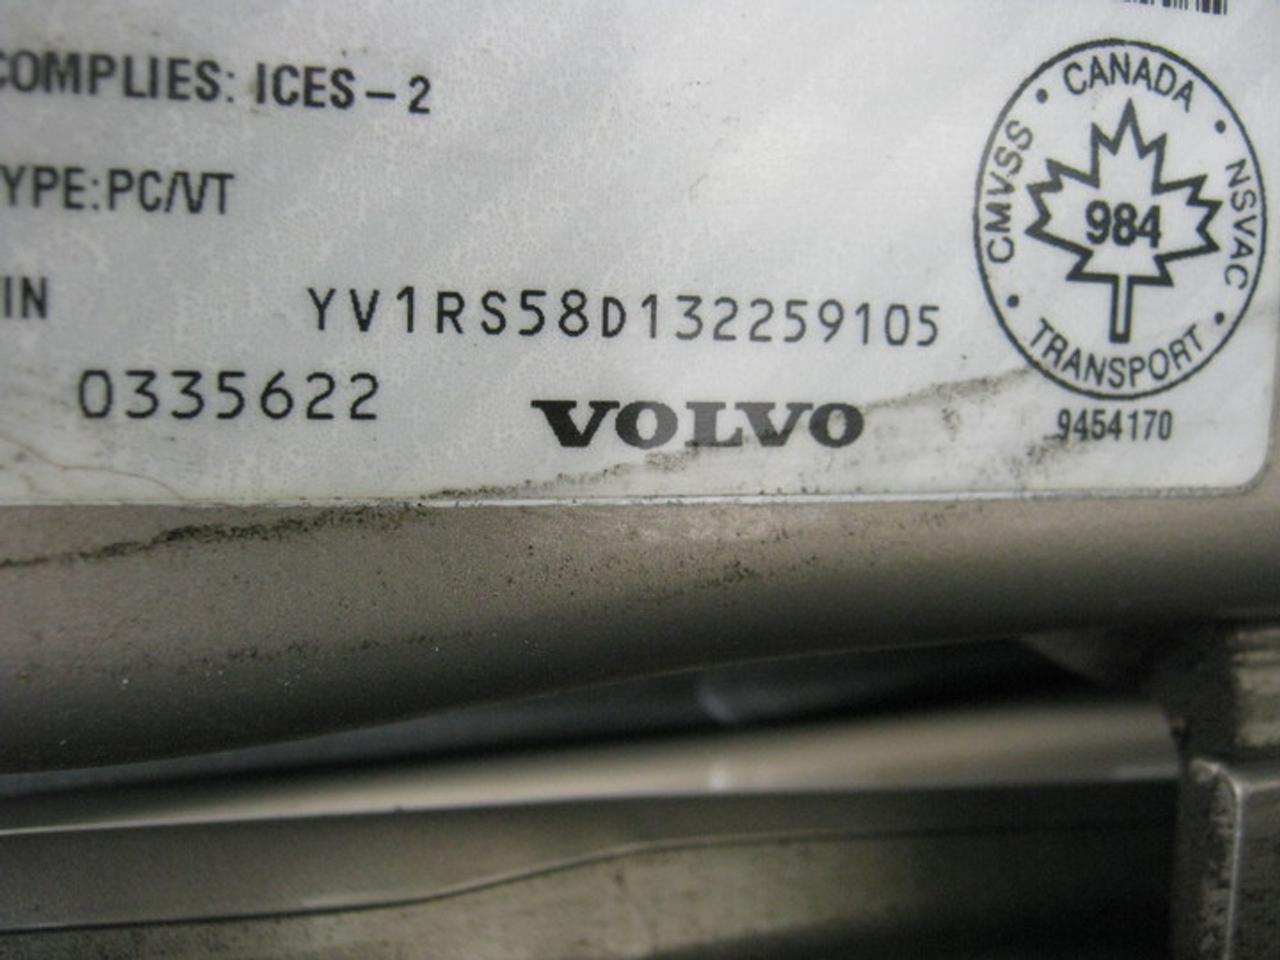 COMPLIES: ICES-2
YPE:PC/VT
IN YV1RS58D132259105
0335622 VOLVO
CANADA
CMVSS
NSVAC
984
TRANSPORT
9454170